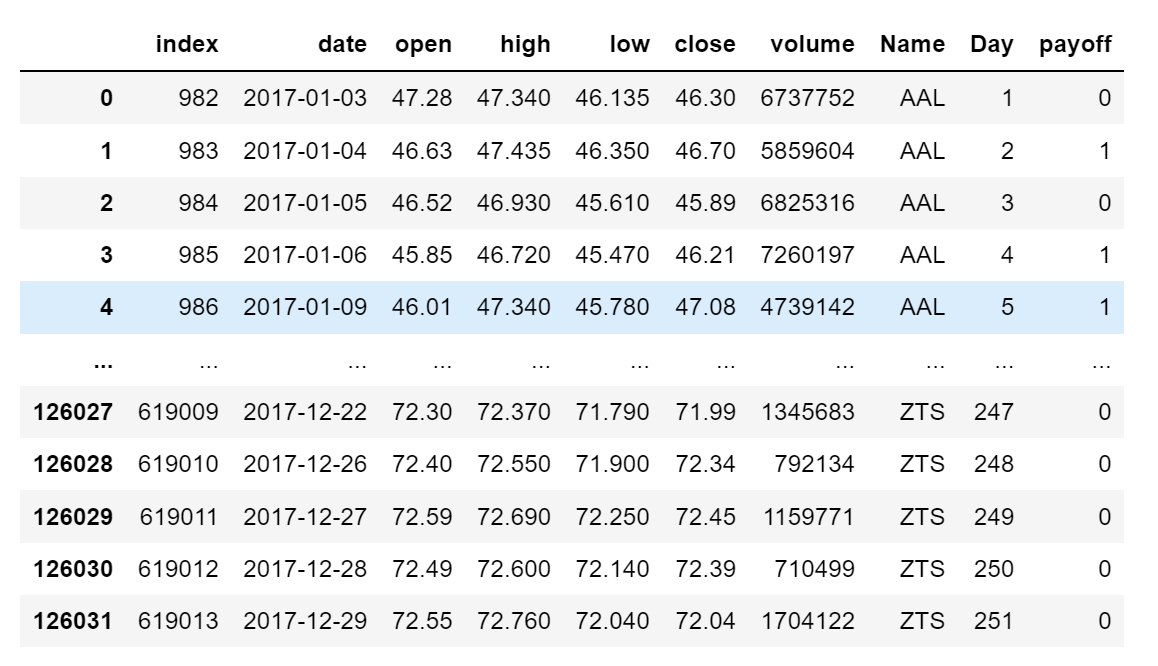 index date open high low close volume Name Day payoff
0 982 2017-01-03 47.28 47.340 46.135 46.30 6737752 AAL 1 0
1 983 2017-01-04 46.63 47.435 46.350 46.70 5859604 AAL 2 1
2 984 2017-01-05 46.52 46.930 45.610 45.89 6825316 AAL 3 0
3 985 2017-01-06 45.85 46.720 45.470 46.21 7260197 AAL 4 1
4 986 2017-01-09 46.01 47.340 45.780 47.08 4739142 AAL 5 1
... ... ... ... ... ... ... ... ... ... ...
126027 619009 2017-12-22 72.30 72.370 71.790 71.99 1345683 ZTS 247 0
126028 619010 2017-12-26 72.40 72.550 71.900 72.34 792134 ZTS 248 0
126029 619011 2017-12-27 72.59 72.690 72.250 72.45 1159771 ZTS 249 0
126030 619012 2017-12-28 72.49 72.600 72.140 72.39 710499 ZTS 250 0
126031 619013 2017-12-29 72.55 72.760 72.040 72.04 1704122 ZTS 251 0